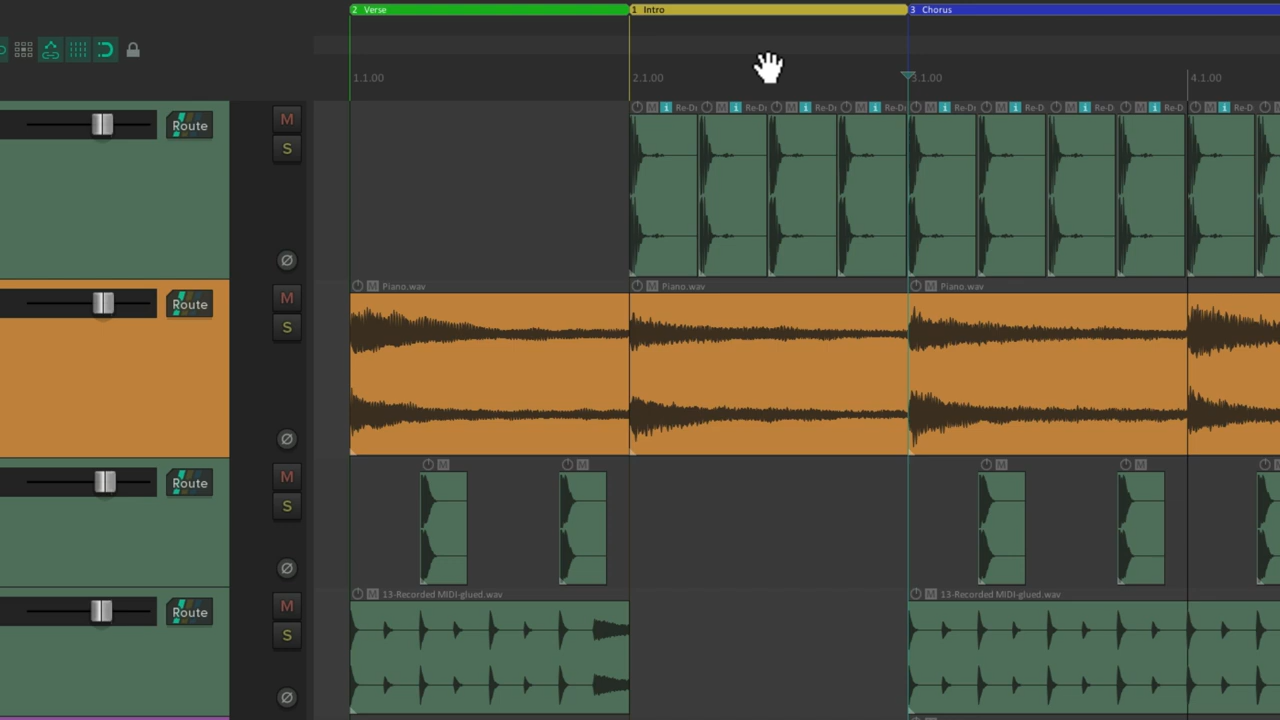 2 Verse
1 Intro
3 Chorus
1.1.00
2.1.00
3.1.00
4.1.00
M
i
M
i
M
i
M
i
M
i
M
i
M
i
M
i
M
i
Route
M
S
M Piano.wav
M Piano.wav
M Piano.wav
Route
M
S
M
M
M
M
Route
M
S
M 13-Recorded MIDI-glued.wav
M 13-Recorded MIDI-glued.wav
Route
M
S